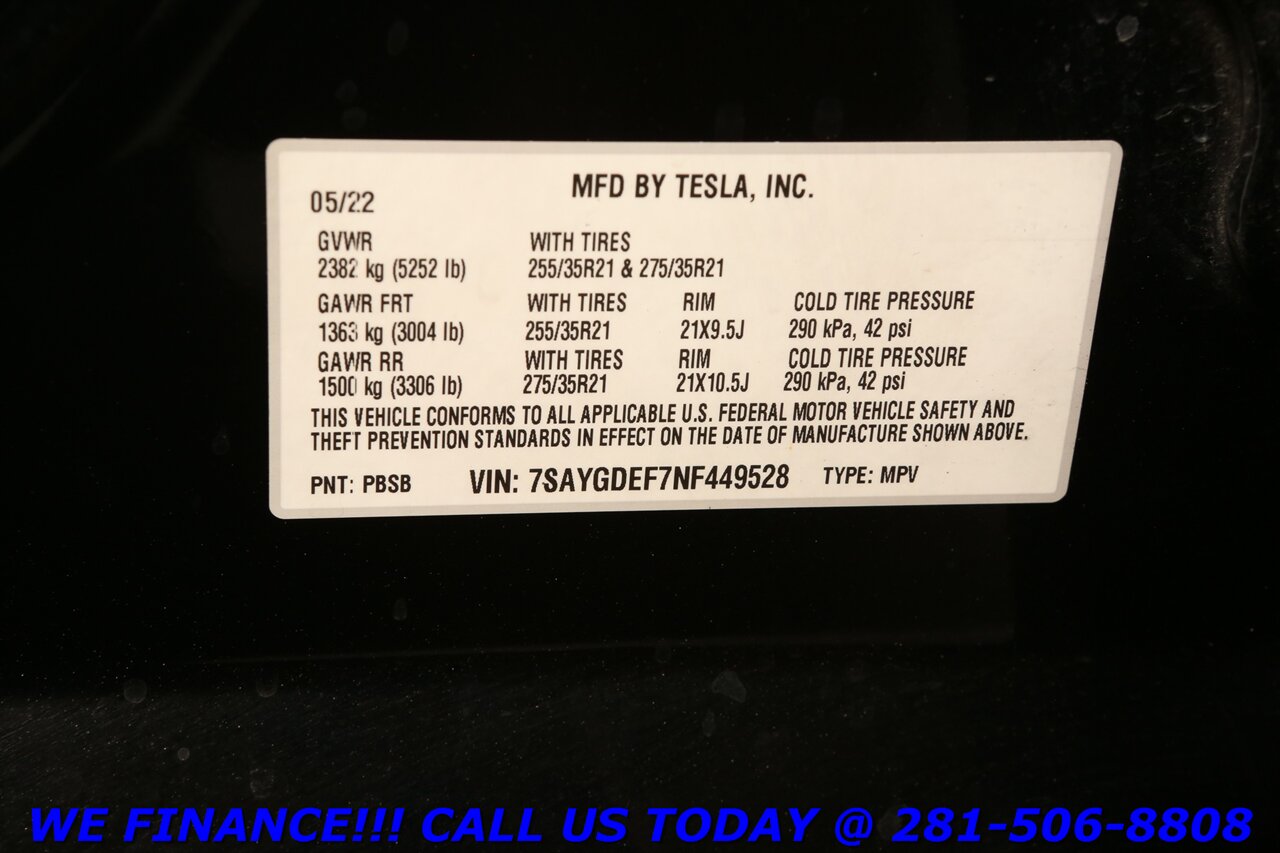 MFD BY TESLA, INC.
05/22
GVWR WITH TIRES
2382 kg (5252 lb) 255/35R21 & 275/35R21
GAWR FRT WITH TIRES RIM COLD TIRE PRESSURE
1363 kg (3004 lb) 255/35R21 21X9.5J 290 kPa, 42 psi
GAWR RR WITH TIRES RIM COLD TIRE PRESSURE
1500 kg (3306 lb) 275/35R21 21X10.5J 290 kPa, 42 psi
THIS VEHICLE CONFORMS TO ALL APPLICABLE U.S. FEDERAL MOTOR VEHICLE SAFETY AND
THEFT PREVENTION STANDARDS IN EFFECT ON THE DATE OF MANUFACTURE SHOWN ABOVE.
PNT: PBSB VIN: 7SAYGDEF7NF449528 TYPE: MPV
WE FINANCE!!! CALL US TODAY @ 281-506-8808